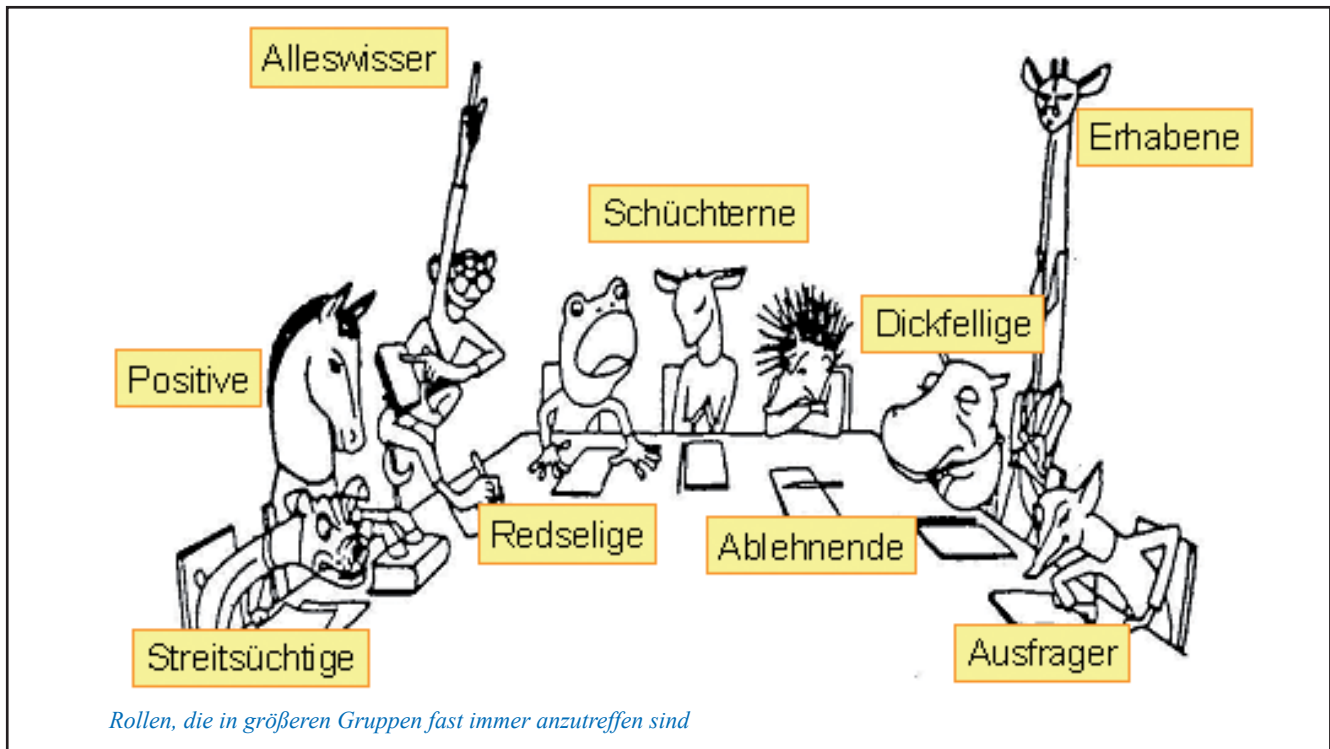 Alleswisser
Erhabene
Schüchterne
Dickfellige
Positive
Redselige
Ablehnende
Streitsüchtige
Ausfrager
Rollen, die in größeren Gruppen fast immer anzutreffen sind